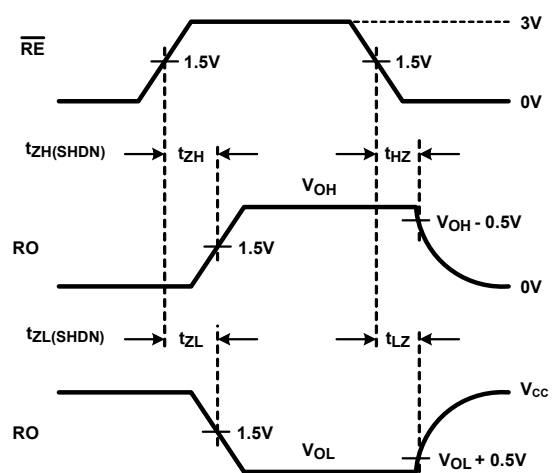 3V
RE
1.5V
1.5V
0V
tZH(SHDN)
tZH
tHZ
VOH
VOH - 0.5V
RO
1.5V
0V
tZL(SHDN)
tZL
tLZ
VCC
RO
1.5V
VOL
VOL + 0.5V